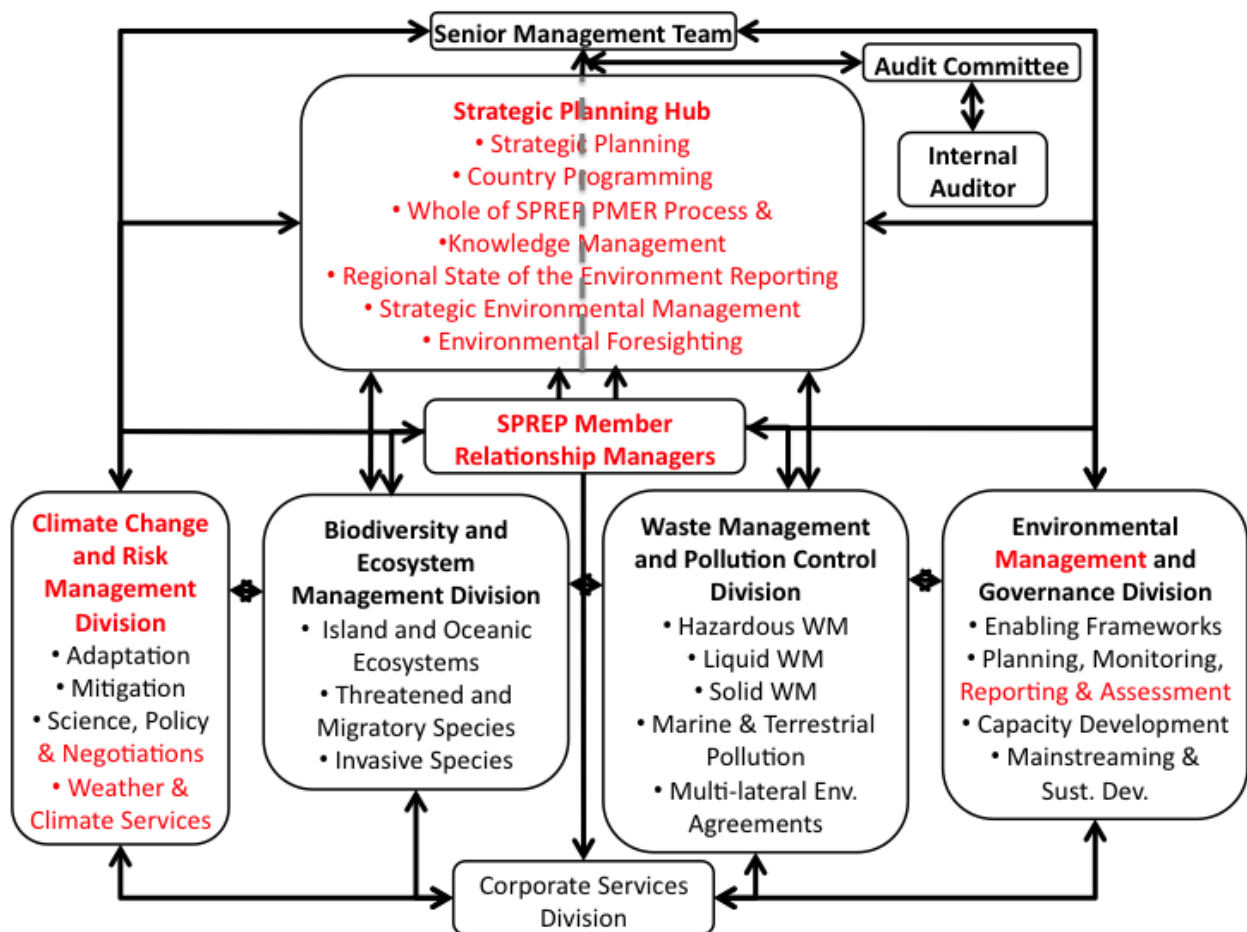 Senior Management Team
Audit Committee
Internal
Auditor
Strategic Planning Hub
• Strategic Planning
• Country Programming
• Whole of SPREP PMER Process &
•Knowledge Management
• Regional State of the Environment Reporting
• Strategic Environmental Management
• Environmental Foresighting
SPREP Member
Relationship Managers
Climate Change
and Risk
Management
Division
• Adaptation
• Mitigation
• Science, Policy
& Negotiations
• Weather &
Climate Services
Biodiversity and
Ecosystem
Management Division
• Island and Oceanic
Ecosystems
• Threatened and
Migratory Species
• Invasive Species
Waste Management
and Pollution Control
Division
• Hazardous WM
• Liquid WM
• Solid WM
• Marine & Terrestrial
Pollution
• Multi-lateral Env.
Agreements
Environmental
Management and
Governance Division
• Enabling Frameworks
• Planning, Monitoring,
Reporting & Assessment
• Capacity Development
• Mainstreaming &
Sust. Dev.
Corporate Services
Division